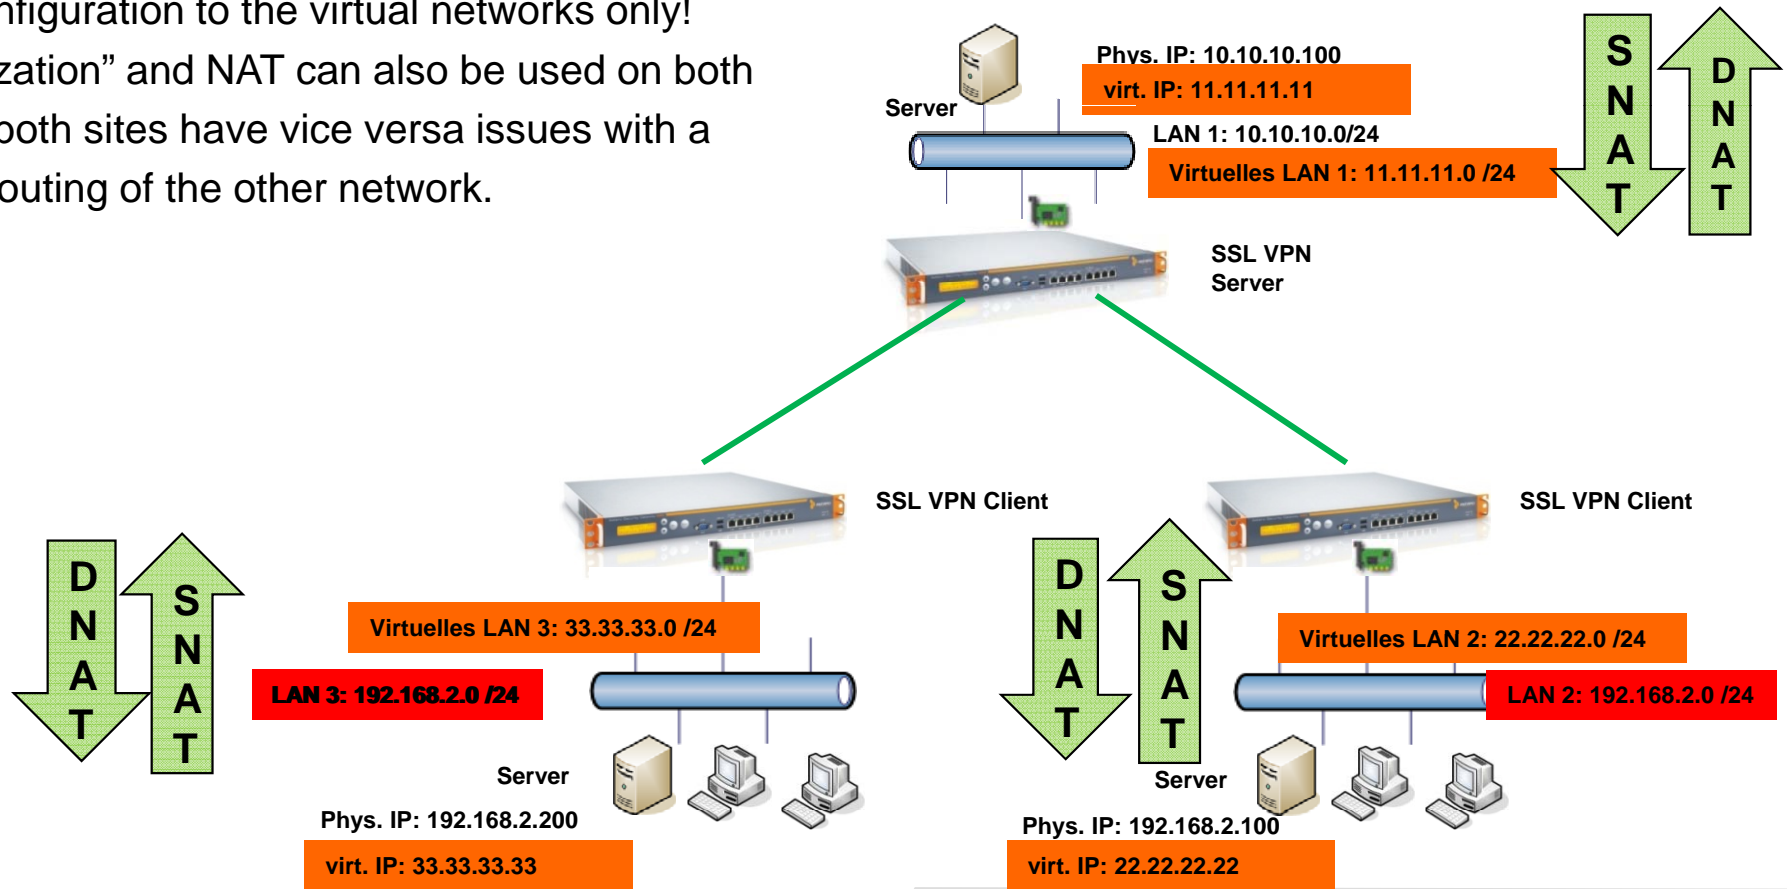 nfiguration to the virtual networks only!
zation” and NAT can also be used on both
both sites have vice versa issues with a
outing of the other network.
Phys. IP: 10.10.10.100
virt. IP: 11.11.11.11
Server
LAN 1: 10.10.10.0/24
Virtuelles LAN 1: 11.11.11.0 /24
SNAT
DNAT
SSL VPN
Server
SSL VPN Client
SSL VPN Client
DNAT
SNAT
Virtuelles LAN 3: 33.33.33.0 /24
LAN 3: 192.168.2.0 /24
Server
Phys. IP: 192.168.2.200
virt. IP: 33.33.33.33
DNAT
SNAT
Virtuelles LAN 2: 22.22.22.0 /24
LAN 2: 192.168.2.0 /24
Server
Phys. IP: 192.168.2.100
virt. IP: 22.22.22.22